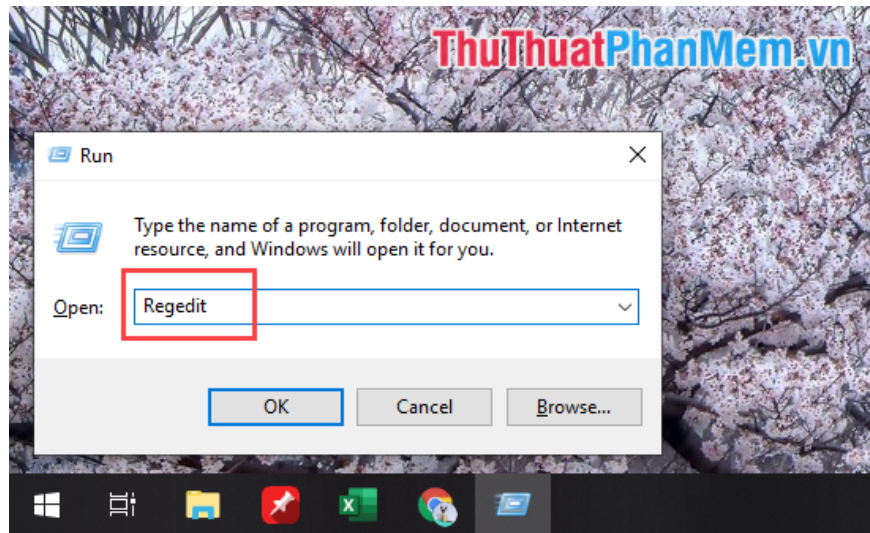 ThuThuatPhanMem.vn
Run
Type the name of a program, folder, document, or Internet
resource, and Windows will open it for you.
Open: Regedit
OK Cancel Browse...